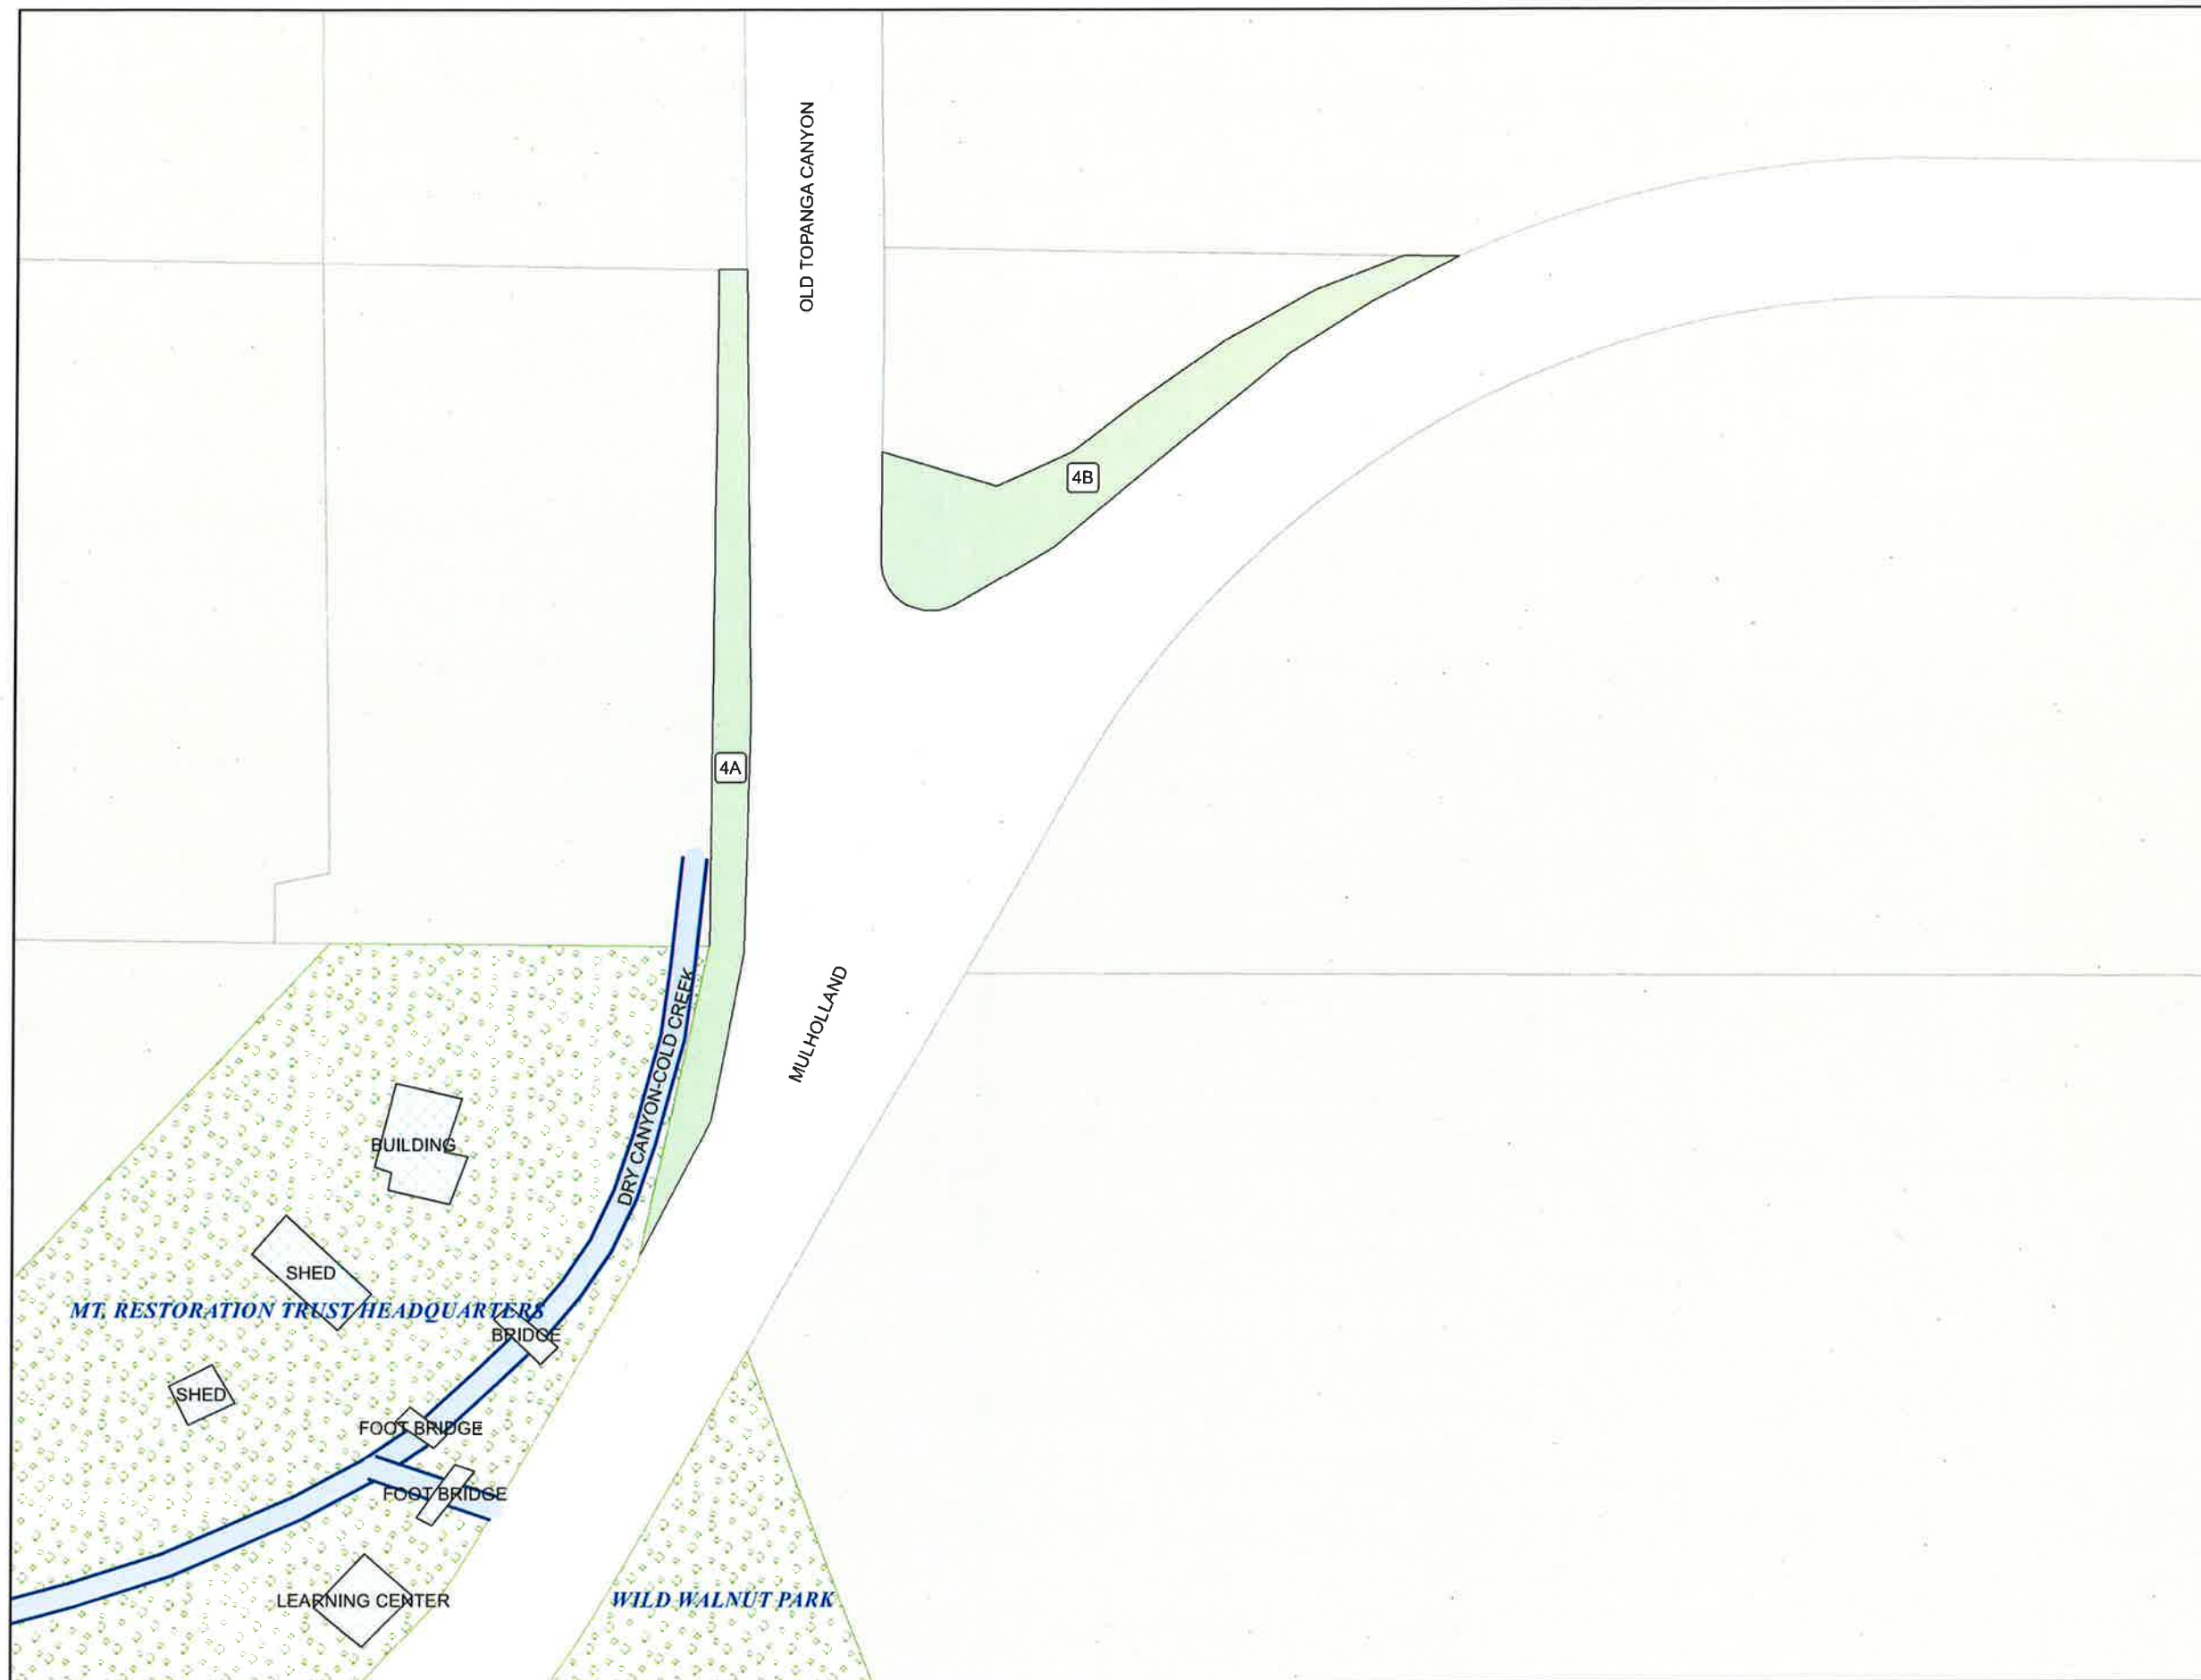 OLD TOPANGA CANYON
4B
4A
DRY CANYON-COLD CREEK
MULHOLLAND
BUILDING
SHED
MT. RESTORATION TRUST HEADQUARTERS
BRIDGE
SHED
FOOT BRIDGE
FOOT BRIDGE
LEARNING CENTER
WILD WALNUT PARK